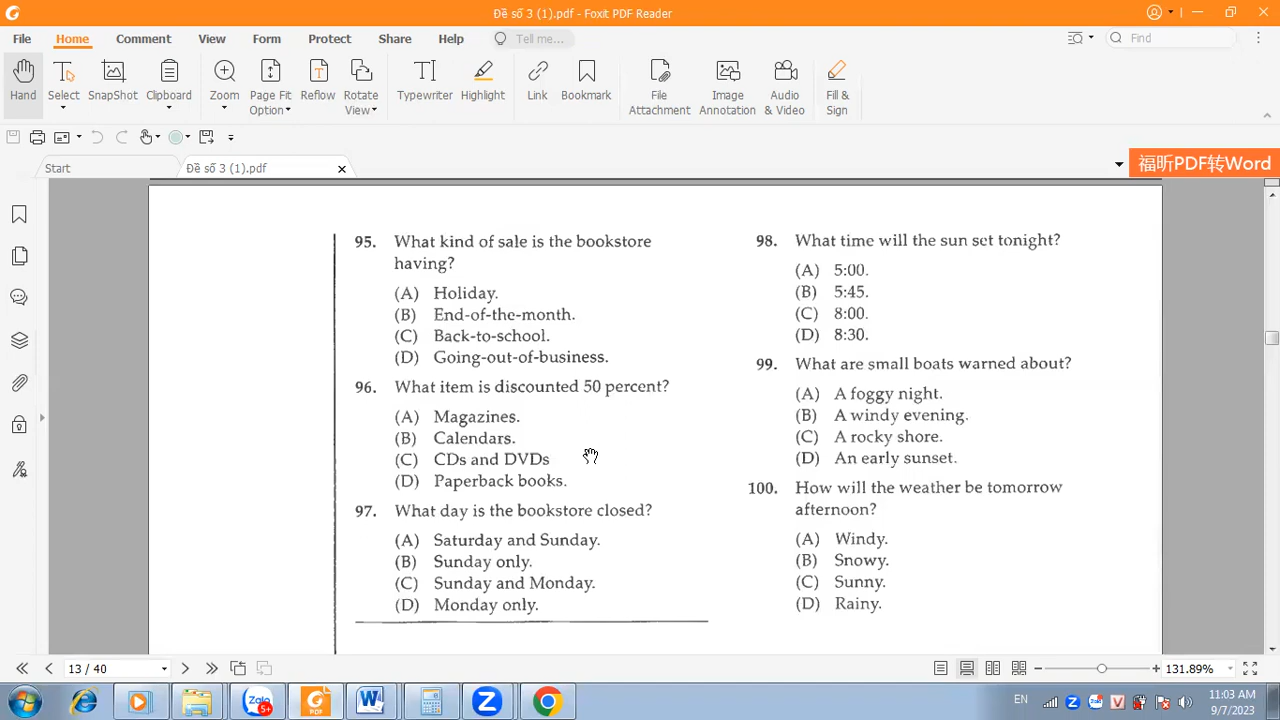 Đề số 3 (1).pdf - Foxit PDF Reader
File Home Comment View Form Protect Share Help Tell me... Find
Hand Select SnapShot Clipboard Zoom Page Fit Option Reflow Rotate View Typewriter Highlight Link Bookmark File Attachment Image Annotation Audio & Video Fill & Sign
Start Đề số 3 (1).pdf 福昕PDF转Word
95. What kind of sale is the bookstore
having?
(A) Holiday.
(B) End-of-the-month.
(C) Back-to-school.
(D) Going-out-of-business.
96. What item is discounted 50 percent?
(A) Magazines.
(B) Calendars.
(C) CDs and DVDs
(D) Paperback books.
97. What day is the bookstore closed?
(A) Saturday and Sunday.
(B) Sunday only.
(C) Sunday and Monday.
(D) Monday only.
98. What time will the sun set tonight?
(A) 5:00.
(B) 5:45.
(C) 8:00.
(D) 8:30.
99. What are small boats warned about?
(A) A foggy night.
(B) A windy evening.
(C) A rocky shore.
(D) An early sunset.
100. How will the weather be tomorrow
afternoon?
(A) Windy.
(B) Snowy.
(C) Sunny.
(D) Rainy.
13 / 40 131.89%
Zalo 5+ PDF EN 11:03 AM
9/7/2023